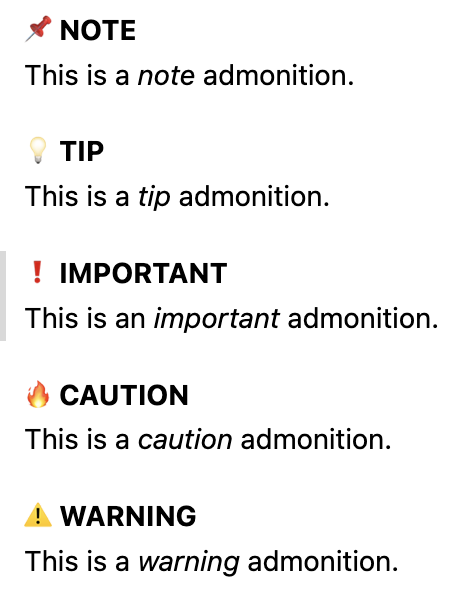 📌 NOTE
This is a note admonition.
💡 TIP
This is a tip admonition.
❗ IMPORTANT
This is an important admonition.
🔥 CAUTION
This is a caution admonition.
⚠️ WARNING
This is a warning admonition.